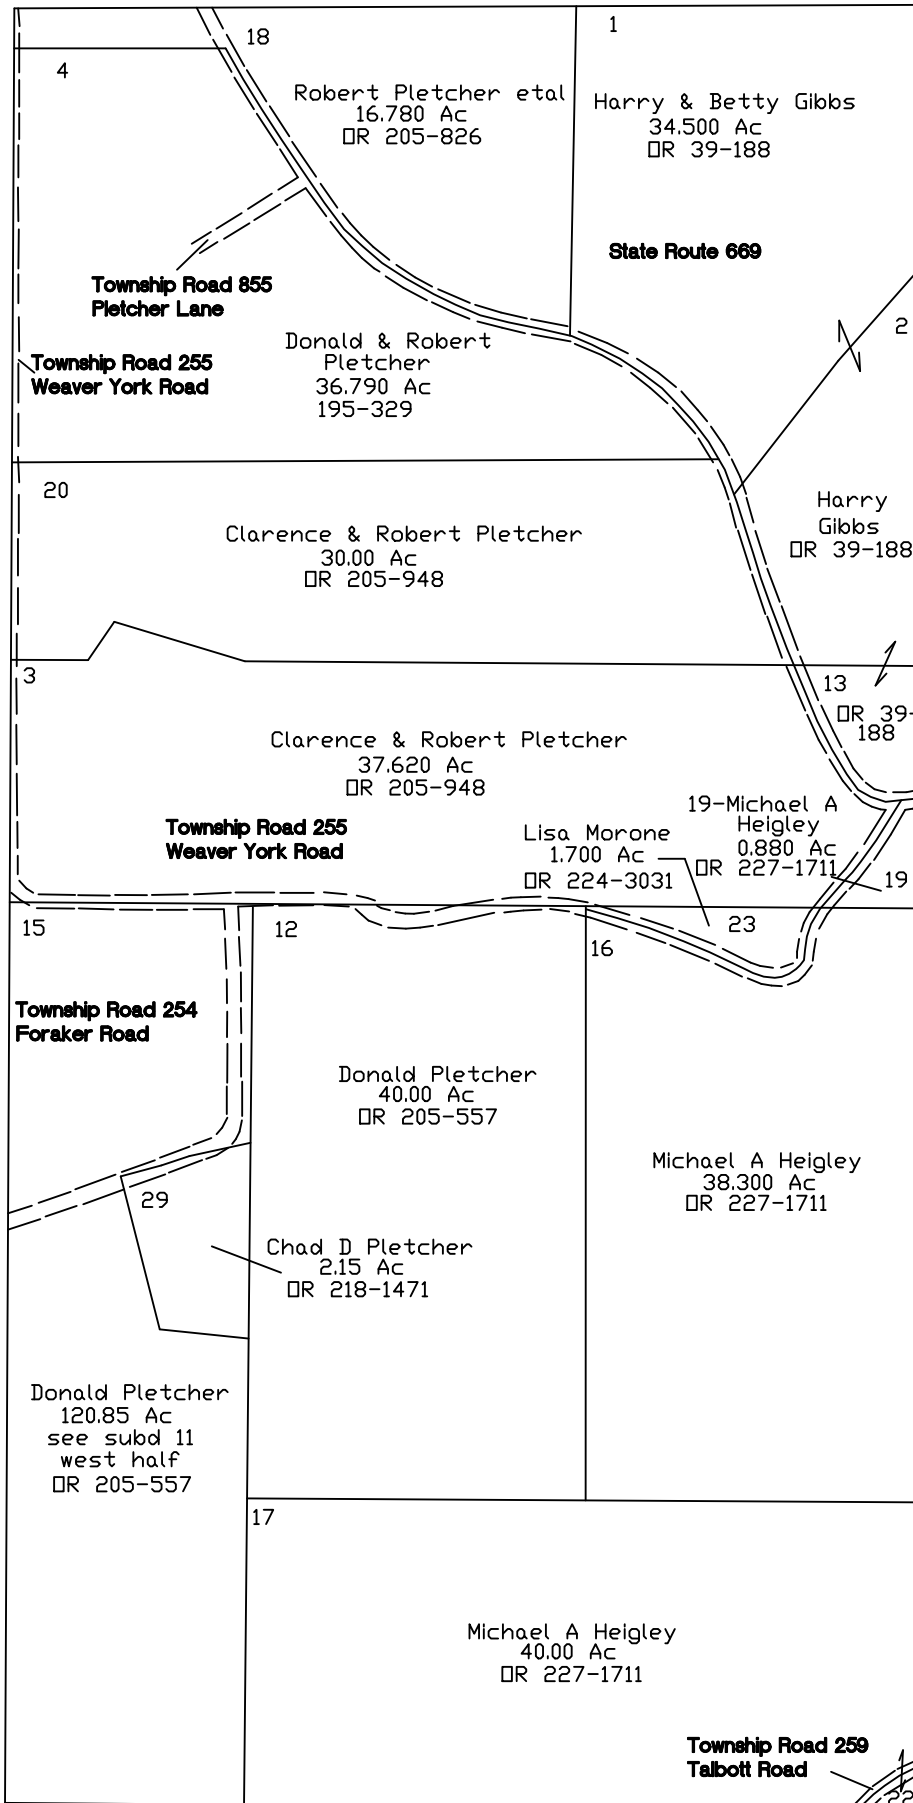 18
1
4
Robert Pletcher etal
16.780 Ac
OR 205-826
Harry & Betty Gibbs
34.500 Ac
OR 39-188
State Route 669
Township Road 855
Pletcher Lane
2
Township Road 255
Weaver York Road
Donald & Robert
Pletcher
36.790 Ac
195-329
20
Harry
Gibbs
OR 39-188
Clarence & Robert Pletcher
30.00 Ac
OR 205-948
3
13
OR 39-
188
Clarence & Robert Pletcher
37.620 Ac
OR 205-948
19-Michael A
Heigley
0.880 Ac
OR 227-1711
Township Road 255
Weaver York Road
Lisa Morone
1.700 Ac
OR 224-3031
19
15
12
23
16
Township Road 254
Foraker Road
Donald Pletcher
40.00 Ac
OR 205-557
Michael A Heigley
38.300 Ac
OR 227-1711
29
Chad D Pletcher
2.15 Ac
OR 218-1471
Donald Pletcher
120.85 Ac
see subd 11
west half
OR 205-557
17
Michael A Heigley
40.00 Ac
OR 227-1711
Township Road 259
Talbott Road
22